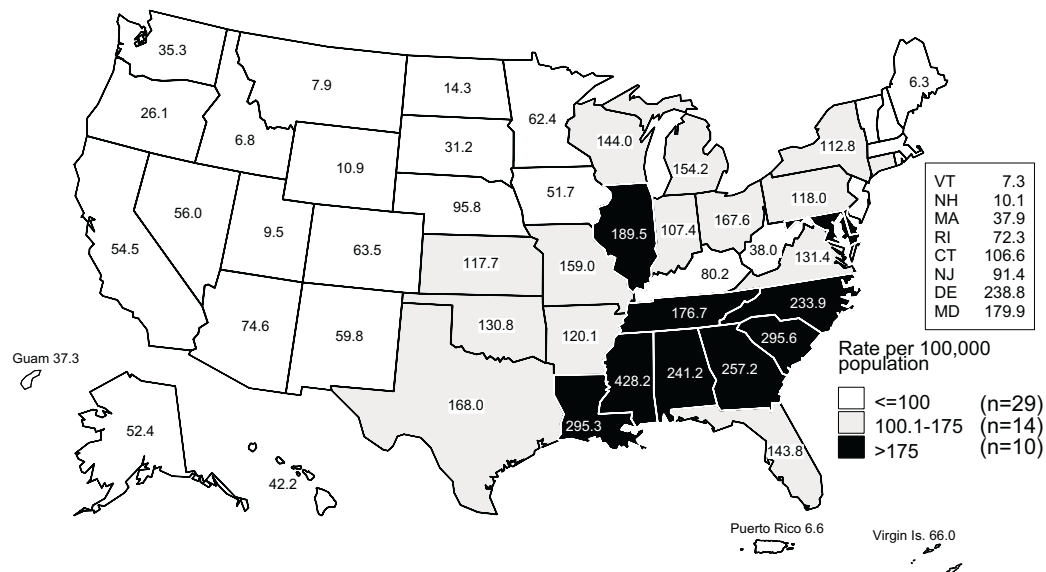 35.3
7.9
14.3
62.4
6.3
26.1
6.8
31.2
144.0
154.2
112.8
10.9
51.7
118.0
56.0
9.5
95.8
189.5
107.4
167.6
54.5
63.5
117.7
159.0
38.0
131.4
80.2
74.6
59.8
130.8
120.1
176.7
233.9
295.6
168.0
295.3
428.2
241.2
257.2
143.8
Guam 37.3
52.4
42.2
VT 7.3
NH 10.1
MA 37.9
RI 72.3
CT 106.6
NJ 91.4
DE 238.8
MD 179.9
Rate per 100,000
population
<=100 (n=29)
100.1-175 (n=14)
>175 (n=10)
Puerto Rico 6.6
Virgin Is. 66.0